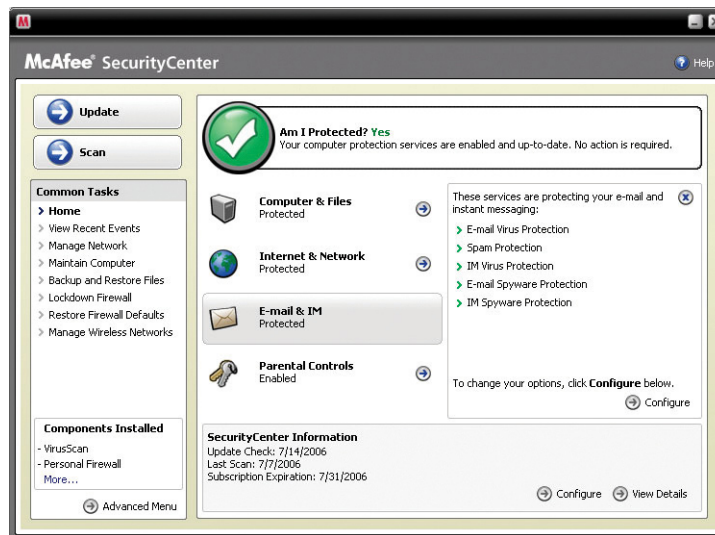 McAfee® SecurityCenter
Help
Update
Scan
Common Tasks
Home
View Recent Events
Manage Network
Maintain Computer
Backup and Restore Files
Lockdown Firewall
Restore Firewall Defaults
Manage Wireless Networks
Components Installed
- VirusScan
- Personal Firewall
More...
Advanced Menu
Am I Protected? Yes
Your computer protection services are enabled and up-to-date. No action is required.
Computer & Files
Protected
Internet & Network
Protected
E-mail & IM
Protected
Parental Controls
Enabled
These services are protecting your e-mail and
instant messaging:
E-mail Virus Protection
Spam Protection
IM Virus Protection
E-mail Spyware Protection
IM Spyware Protection
To change your options, click Configure below.
Configure
SecurityCenter Information
Update Check: 7/14/2006
Last Scan: 7/7/2006
Subscription Expiration: 7/31/2006
Configure
View Details